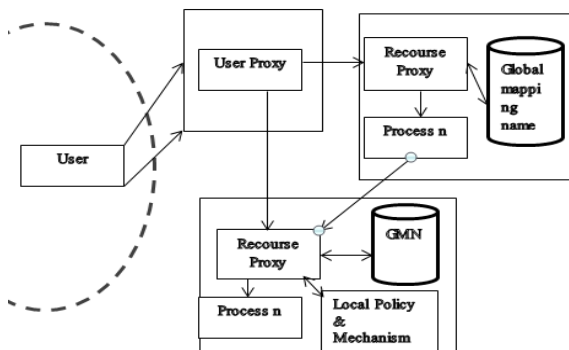 User
User Proxy
Recourse
Proxy
Process n
Global
mappi
ng
name
Recourse
Proxy
GMN
Process n
Local Policy
&
Mechanism